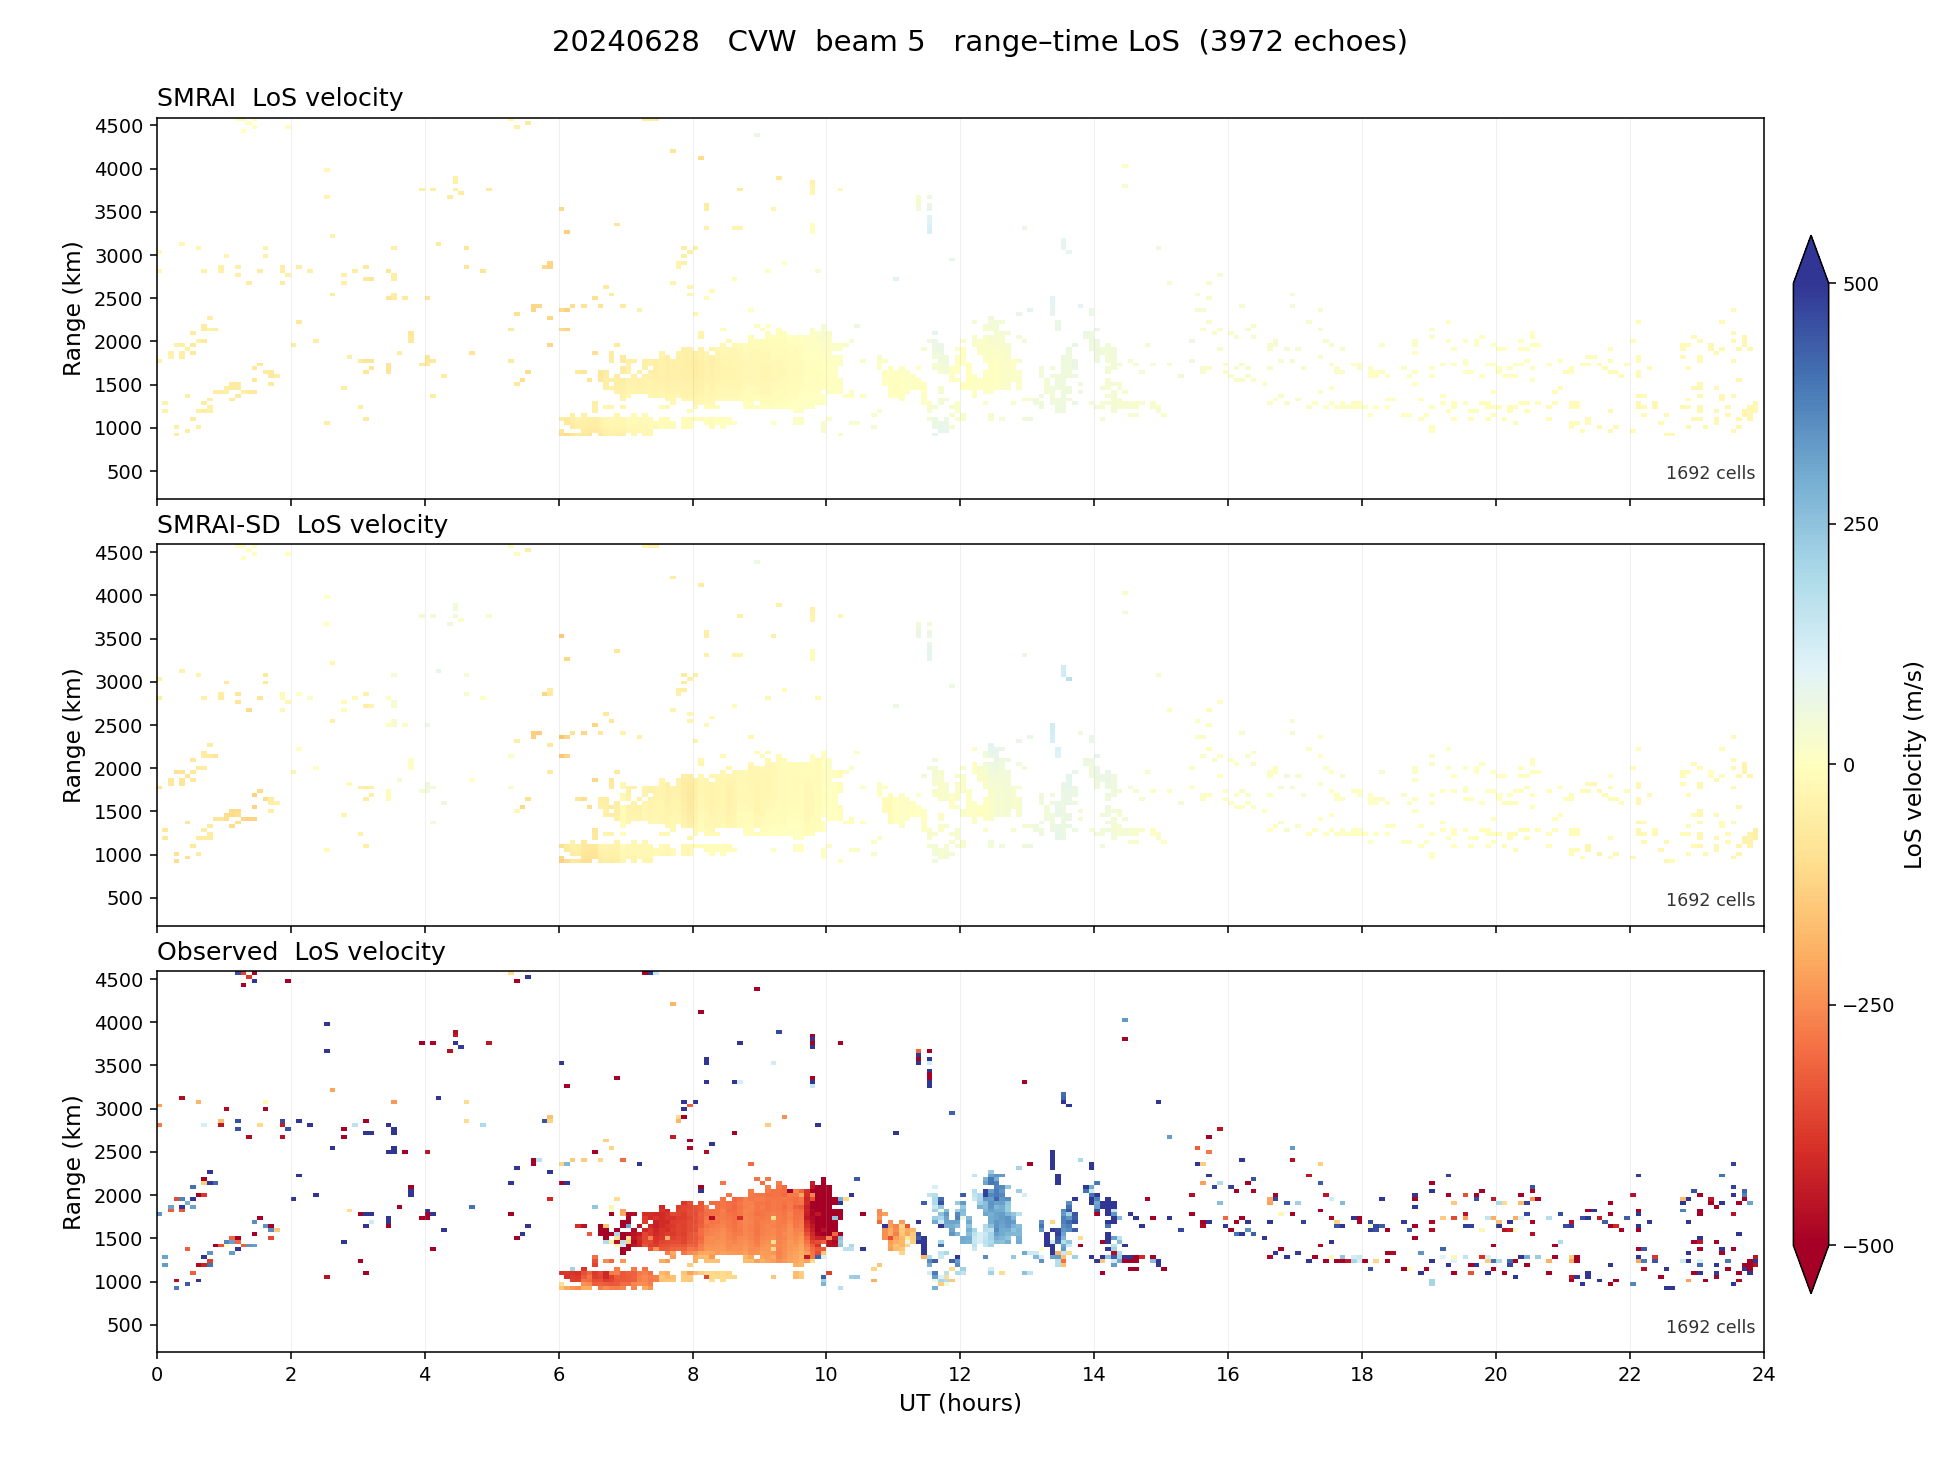 20240628   CVW  beam 5   range–time LoS  (3972 echoes)
SMRAI  LoS velocity
4500
4000
3500
3000
2500
2000
1500
1000
500
Range (km)
1692 cells
SMRAI-SD  LoS velocity
4500
4000
3500
3000
2500
2000
1500
1000
500
Range (km)
1692 cells
Observed  LoS velocity
4500
4000
3500
3000
2500
2000
1500
1000
500
Range (km)
1692 cells
0 2 4 6 8 10 12 14 16 18 20 22 24
UT (hours)
500
250
0
−250
−500
LoS velocity (m/s)